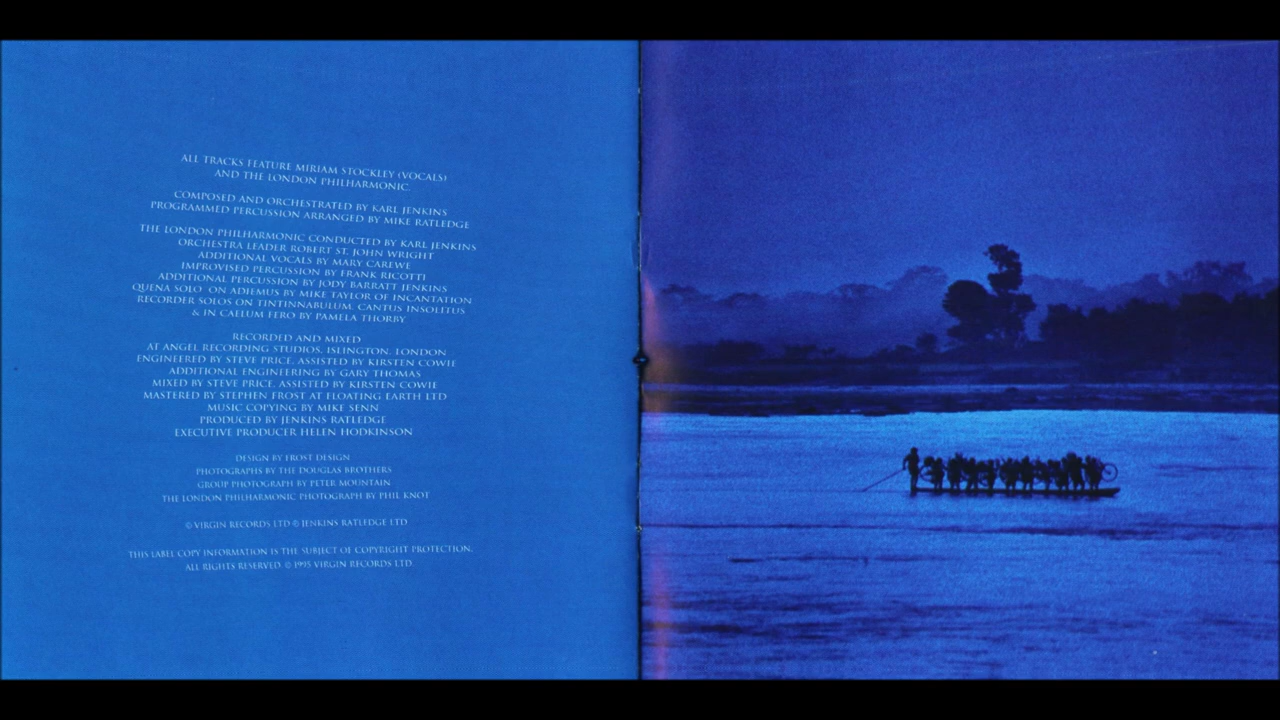 ALL TRACKS FEATURE MIRIAM STOCKLEY (VOCALS)
AND THE LONDON PHILHARMONIC.
COMPOSED AND ORCHESTRATED BY KARL JENKINS
PROGRAMMED PERCUSSION ARRANGED BY MIKE RATLEDGE
THE LONDON PHILHARMONIC CONDUCTED BY KARL JENKINS
ORCHESTRA LEADER ROBERT ST. JOHN WRIGHT
ADDITIONAL VOCALS BY MARY CAREWE
IMPROVISED PERCUSSION BY FRANK RICOTTI
ADDITIONAL PERCUSSION BY JODY BARRATT JENKINS
QUENA SOLO ON ADIEMUS BY MIKE TAYLOR OF INCANTATION
RECORDER SOLOS ON TINTINNABULUM, CANTUS INSOLITUS
& IN CAELUM FERO BY PAMELA THORBY
RECORDED AND MIXED
AT ANGEL RECORDING STUDIOS, ISLINGTON, LONDON
ENGINEERED BY STEVE PRICE, ASSISTED BY KIRSTEN COWIE
ADDITIONAL ENGINEERING BY GARY THOMAS
MIXED BY STEVE PRICE, ASSISTED BY KIRSTEN COWIE
MASTERED BY STEPHEN FROST AT FLOATING EARTH LTD
MUSIC COPYING BY MIKE SENN
PRODUCED BY JENKINS RATLEDGE
EXECUTIVE PRODUCER HELEN HODKINSON
DESIGN BY FROST DESIGN
PHOTOGRAPHS BY THE DOUGLAS BROTHERS
GROUP PHOTOGRAPH BY PETER MOUNTAIN
THE LONDON PHILHARMONIC PHOTOGRAPH BY PHIL KNOT
© VIRGIN RECORDS LTD © JENKINS RATLEDGE LTD
THIS LABEL COPY INFORMATION IS THE SUBJECT OF COPYRIGHT PROTECTION.
ALL RIGHTS RESERVED. © 1995 VIRGIN RECORDS LTD.